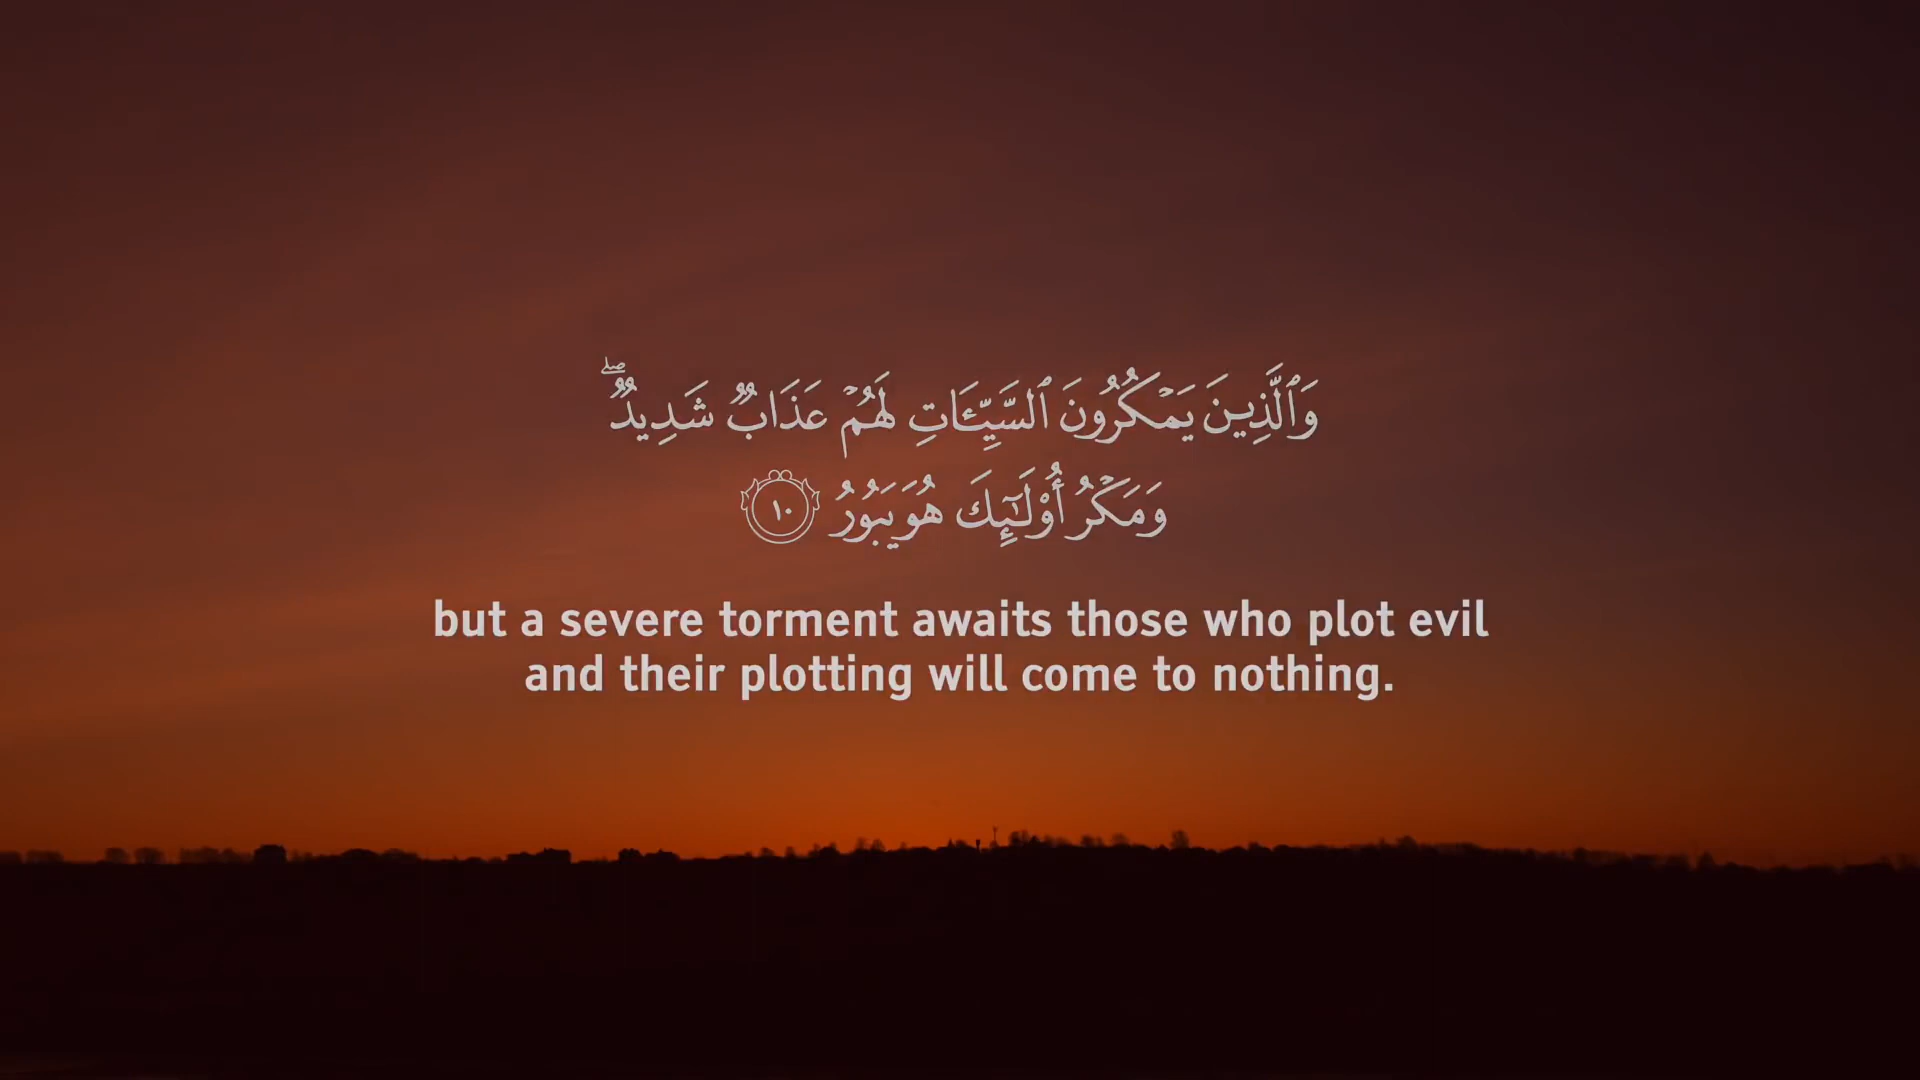 وَٱلَّذِينَ يَمۡكُرُونَ ٱلسَّيِّـَٔاتِ لَهُمۡ عَذَابٞ شَدِيدٞۖ
وَمَكۡرُ أُوْلَٰٓئِكَ هُوَ يَبُورُ ١٠
but a severe torment awaits those who plot evil
and their plotting will come to nothing.